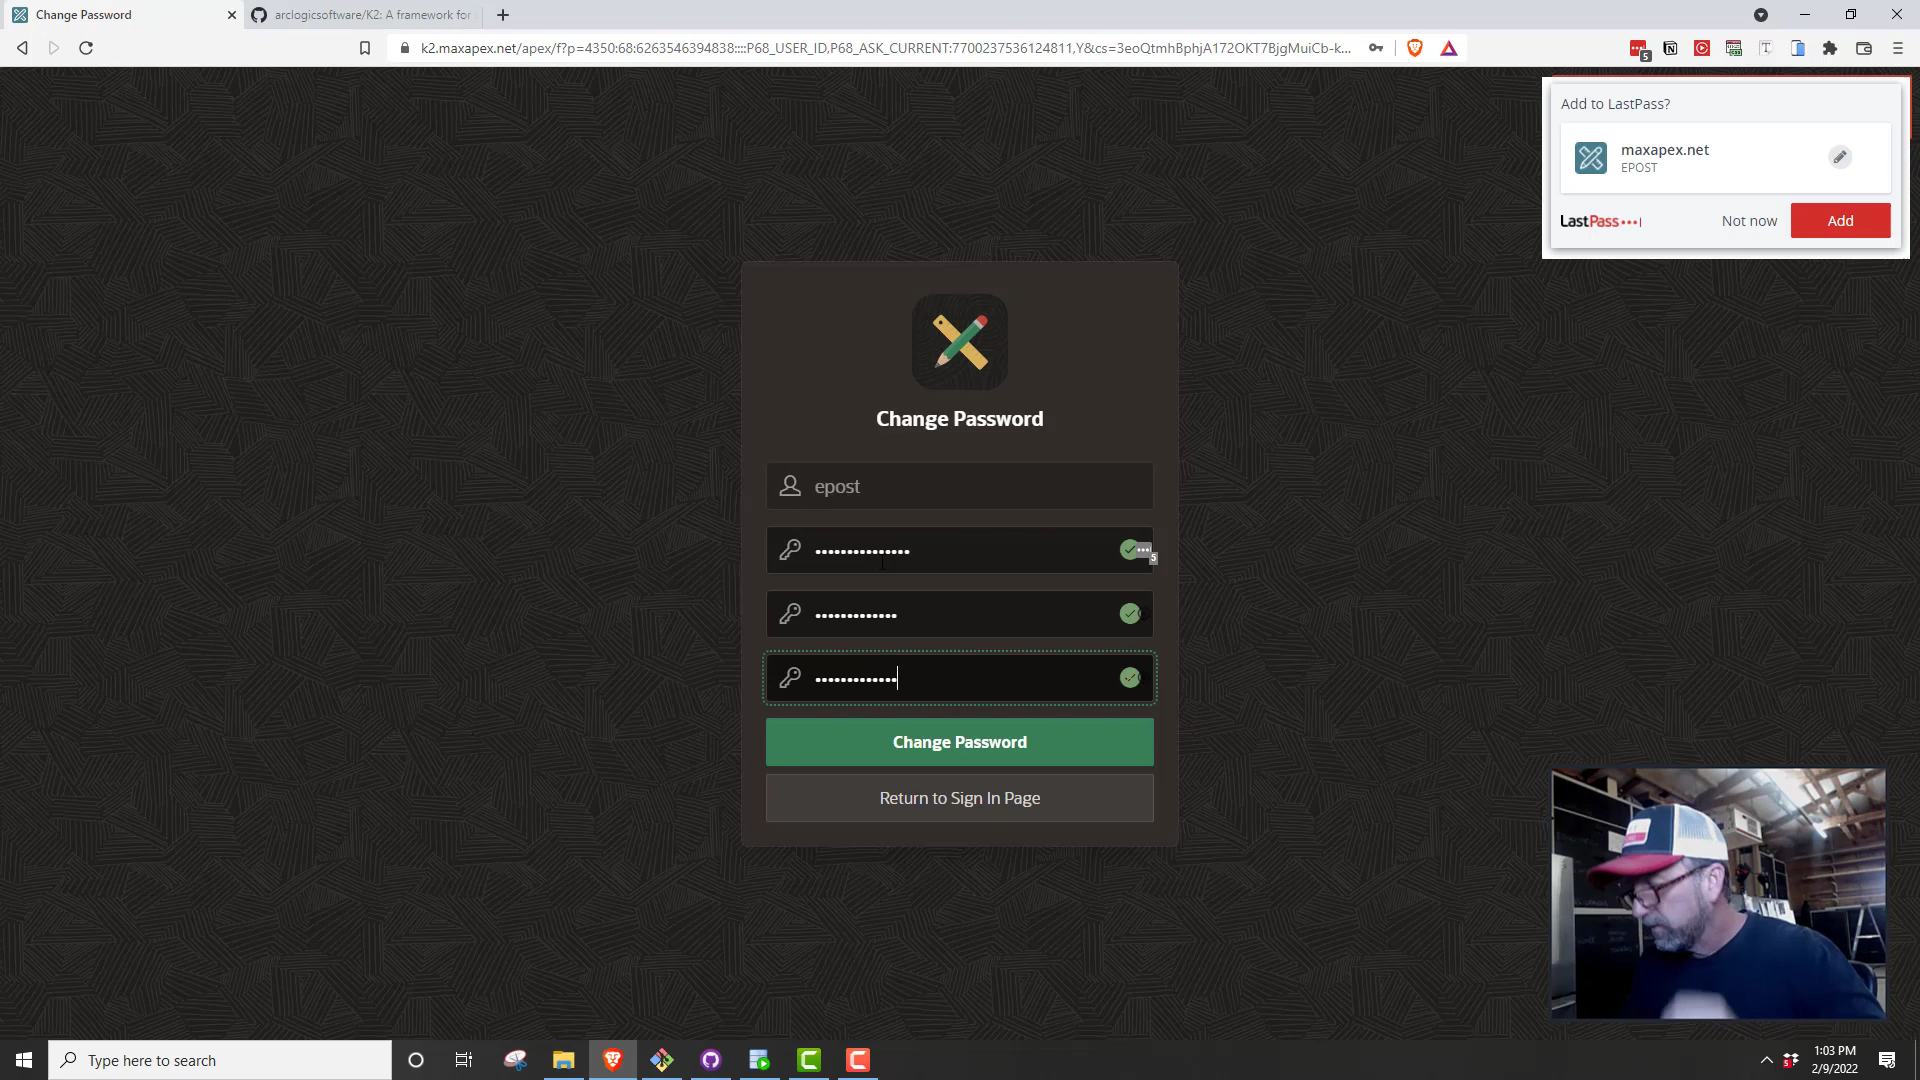 Change Password
arclogicsoftware/K2: A framework for
k2.maxapex.net/apex/f?p=4350:68:6263546394838::::P68_USER_ID,P68_ASK_CURRENT:7700237536124811,Y&cs=3eoQtmhBphjA172OKT7BjgMuiCb-k...
5
Add to LastPass?
maxapex.net
EPOST
LastPass
Not now
Add
Change Password
epost
5
Change Password
Return to Sign In Page
Type here to search
1:03 PM
2/9/2022